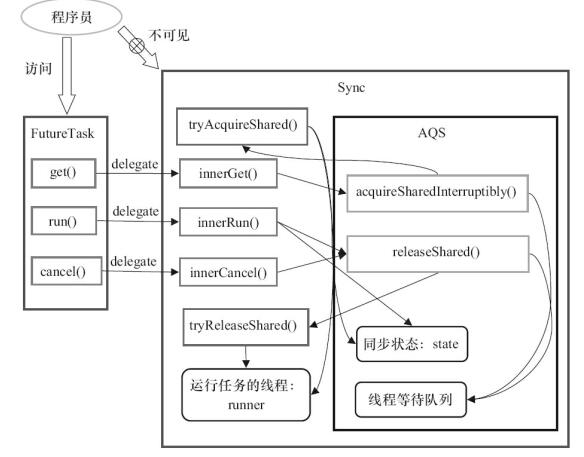 程序员
不可见
访问
Sync
tryAcquireShared()
AQS
FutureTask
get()
delegate
innerGet()
acquireSharedInterruptibly()
run()
delegate
innerRun()
releaseShared()
cancel()
delegate
innerCancel()
tryReleaseShared()
同步状态：state
运行任务的线程：
runner
线程等待队列